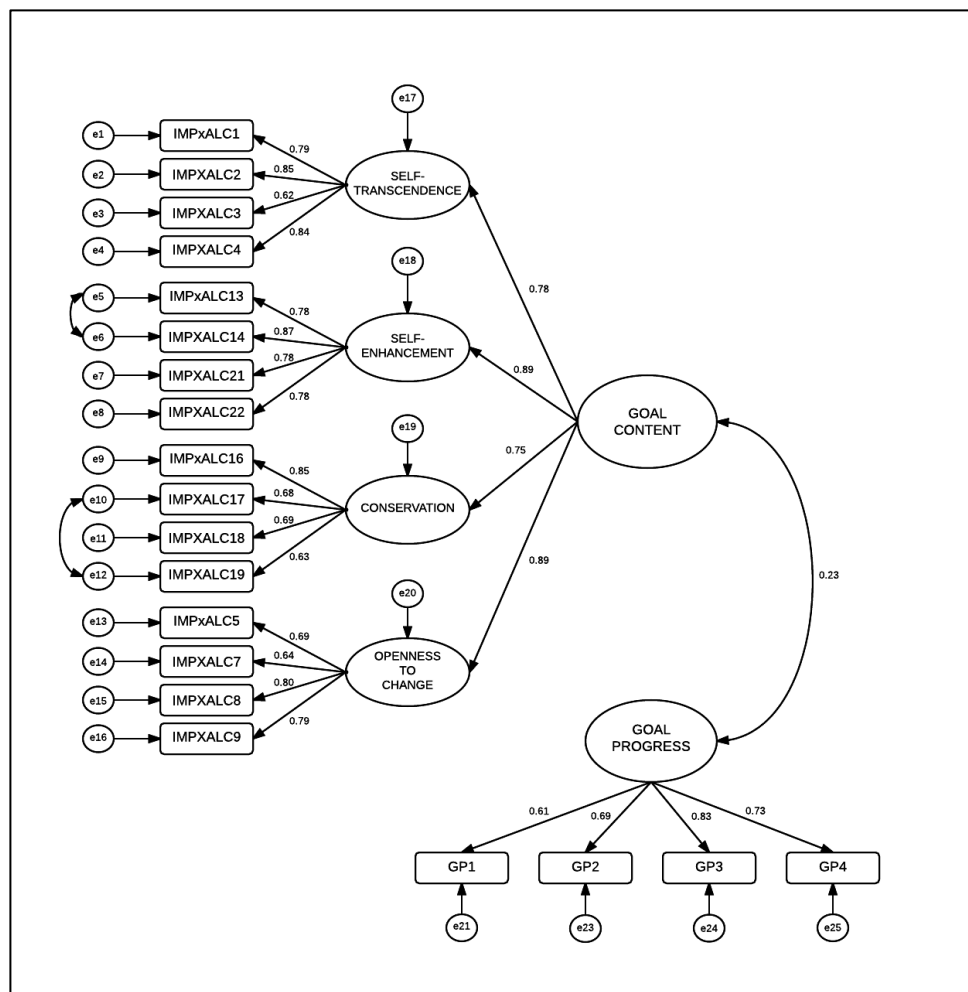 e17
e1
IMPxALC1
0.79
e2
IMPXALC2
0.85
SELF-
TRANSCENDENCE
e3
IMPXALC3
0.62
e4
IMPXALC4
0.84
e18
0.78
e5
IMPxALC13
0.78
e6
IMPXALC14
0.87
SELF-
ENHANCEMENT
e7
IMPXALC21
0.78
0.89
e8
IMPXALC22
0.78
GOAL
CONTENT
e19
e9
IMPxALC16
0.85
0.75
e10
IMPXALC17
0.68
CONSERVATION
e11
IMPXALC18
0.69
e12
IMPXALC19
0.63
0.89
0.23
e20
e13
IMPxALC5
0.69
e14
IMPXALC7
0.64
OPENNESS
TO
CHANGE
e15
IMPXALC8
0.80
e16
IMPXALC9
0.79
GOAL
PROGRESS
0.61
0.69
0.83
0.73
GP1
GP2
GP3
GP4
e21
e23
e24
e25